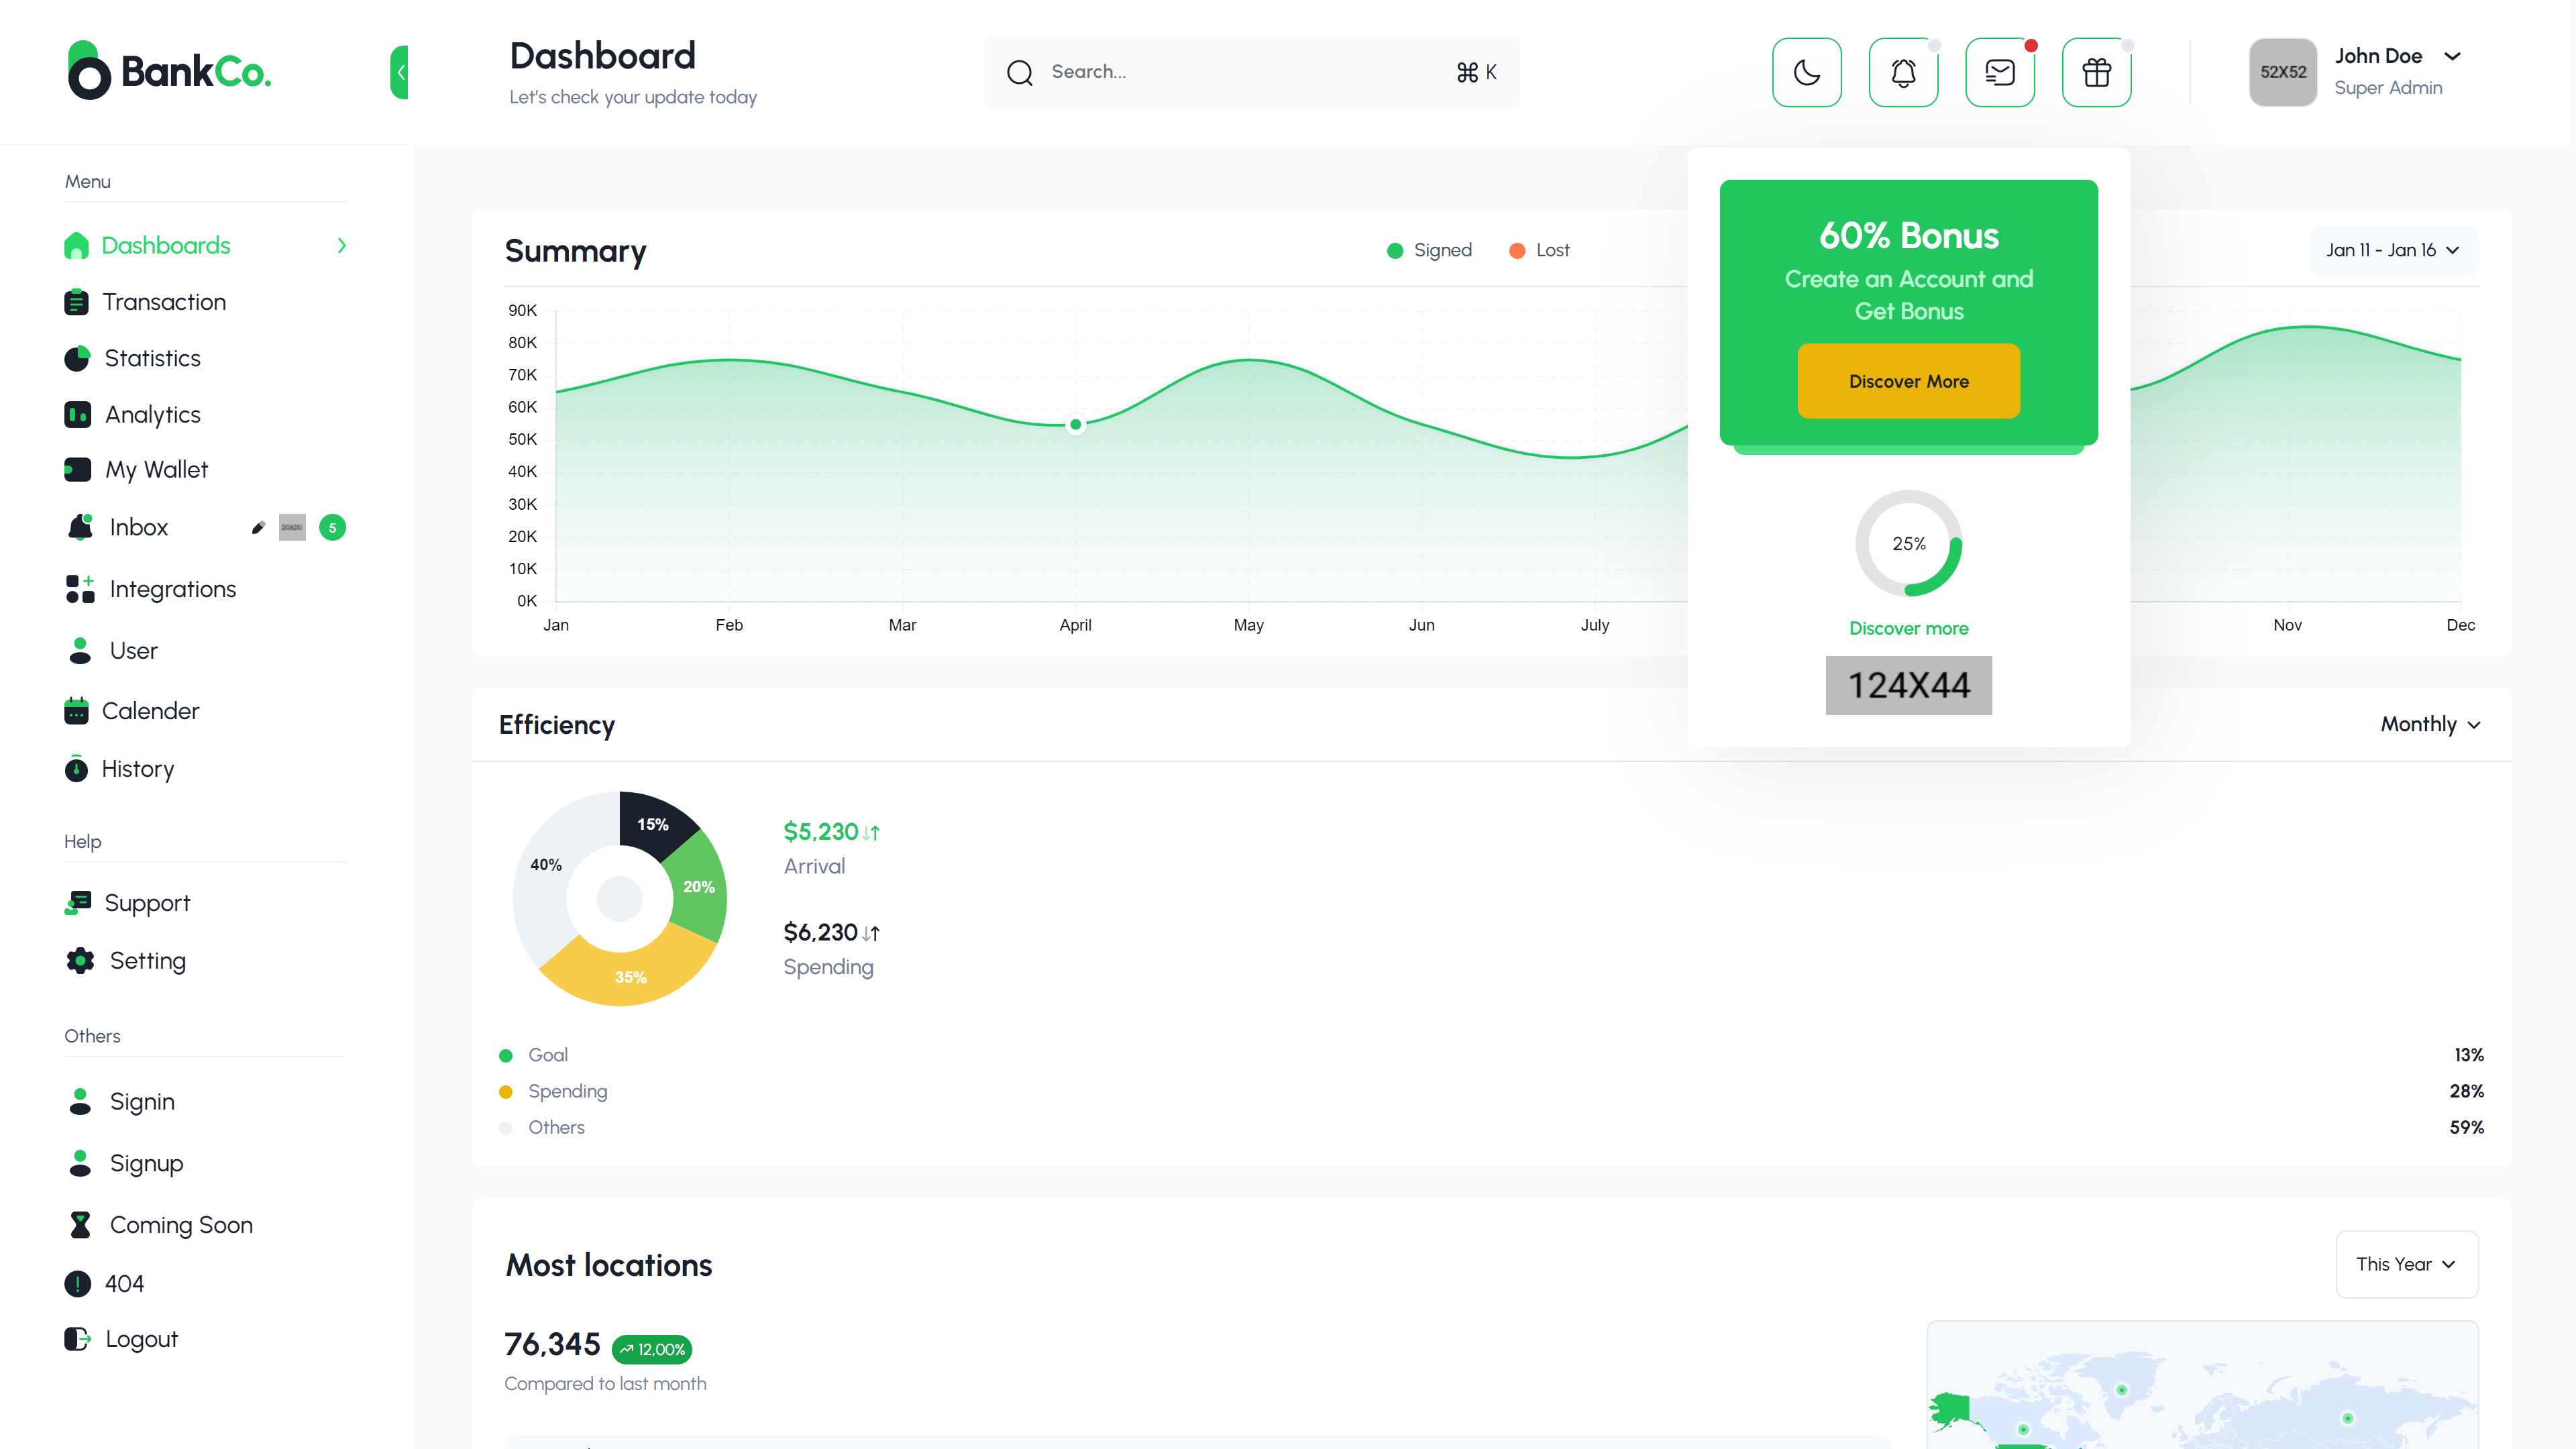 BankCo.
Dashboard
Let's check your update today
Search...
⌘ K
52X52
John Doe
Super Admin
Menu
Dashboards
Transaction
Statistics
Analytics
My Wallet
Inbox
20X20
5
Integrations
User
Calender
History
Help
Support
Setting
Others
Signin
Signup
Coming Soon
404
Logout
Summary
Signed
Lost
Jan 11 - Jan 16
90K
80K
70K
60K
50K
40K
30K
20K
10K
0K
Jan
Feb
Mar
April
May
Jun
July
Nov
Dec
60% Bonus
Create an Account and
Get Bonus
Discover More
25%
Discover more
124X44
Efficiency
Monthly
15%
40%
20%
35%
$5,230
Arrival
$6,230
Spending
Goal
13%
Spending
28%
Others
59%
Most locations
This Year
76,345
12,00%
Compared to last month